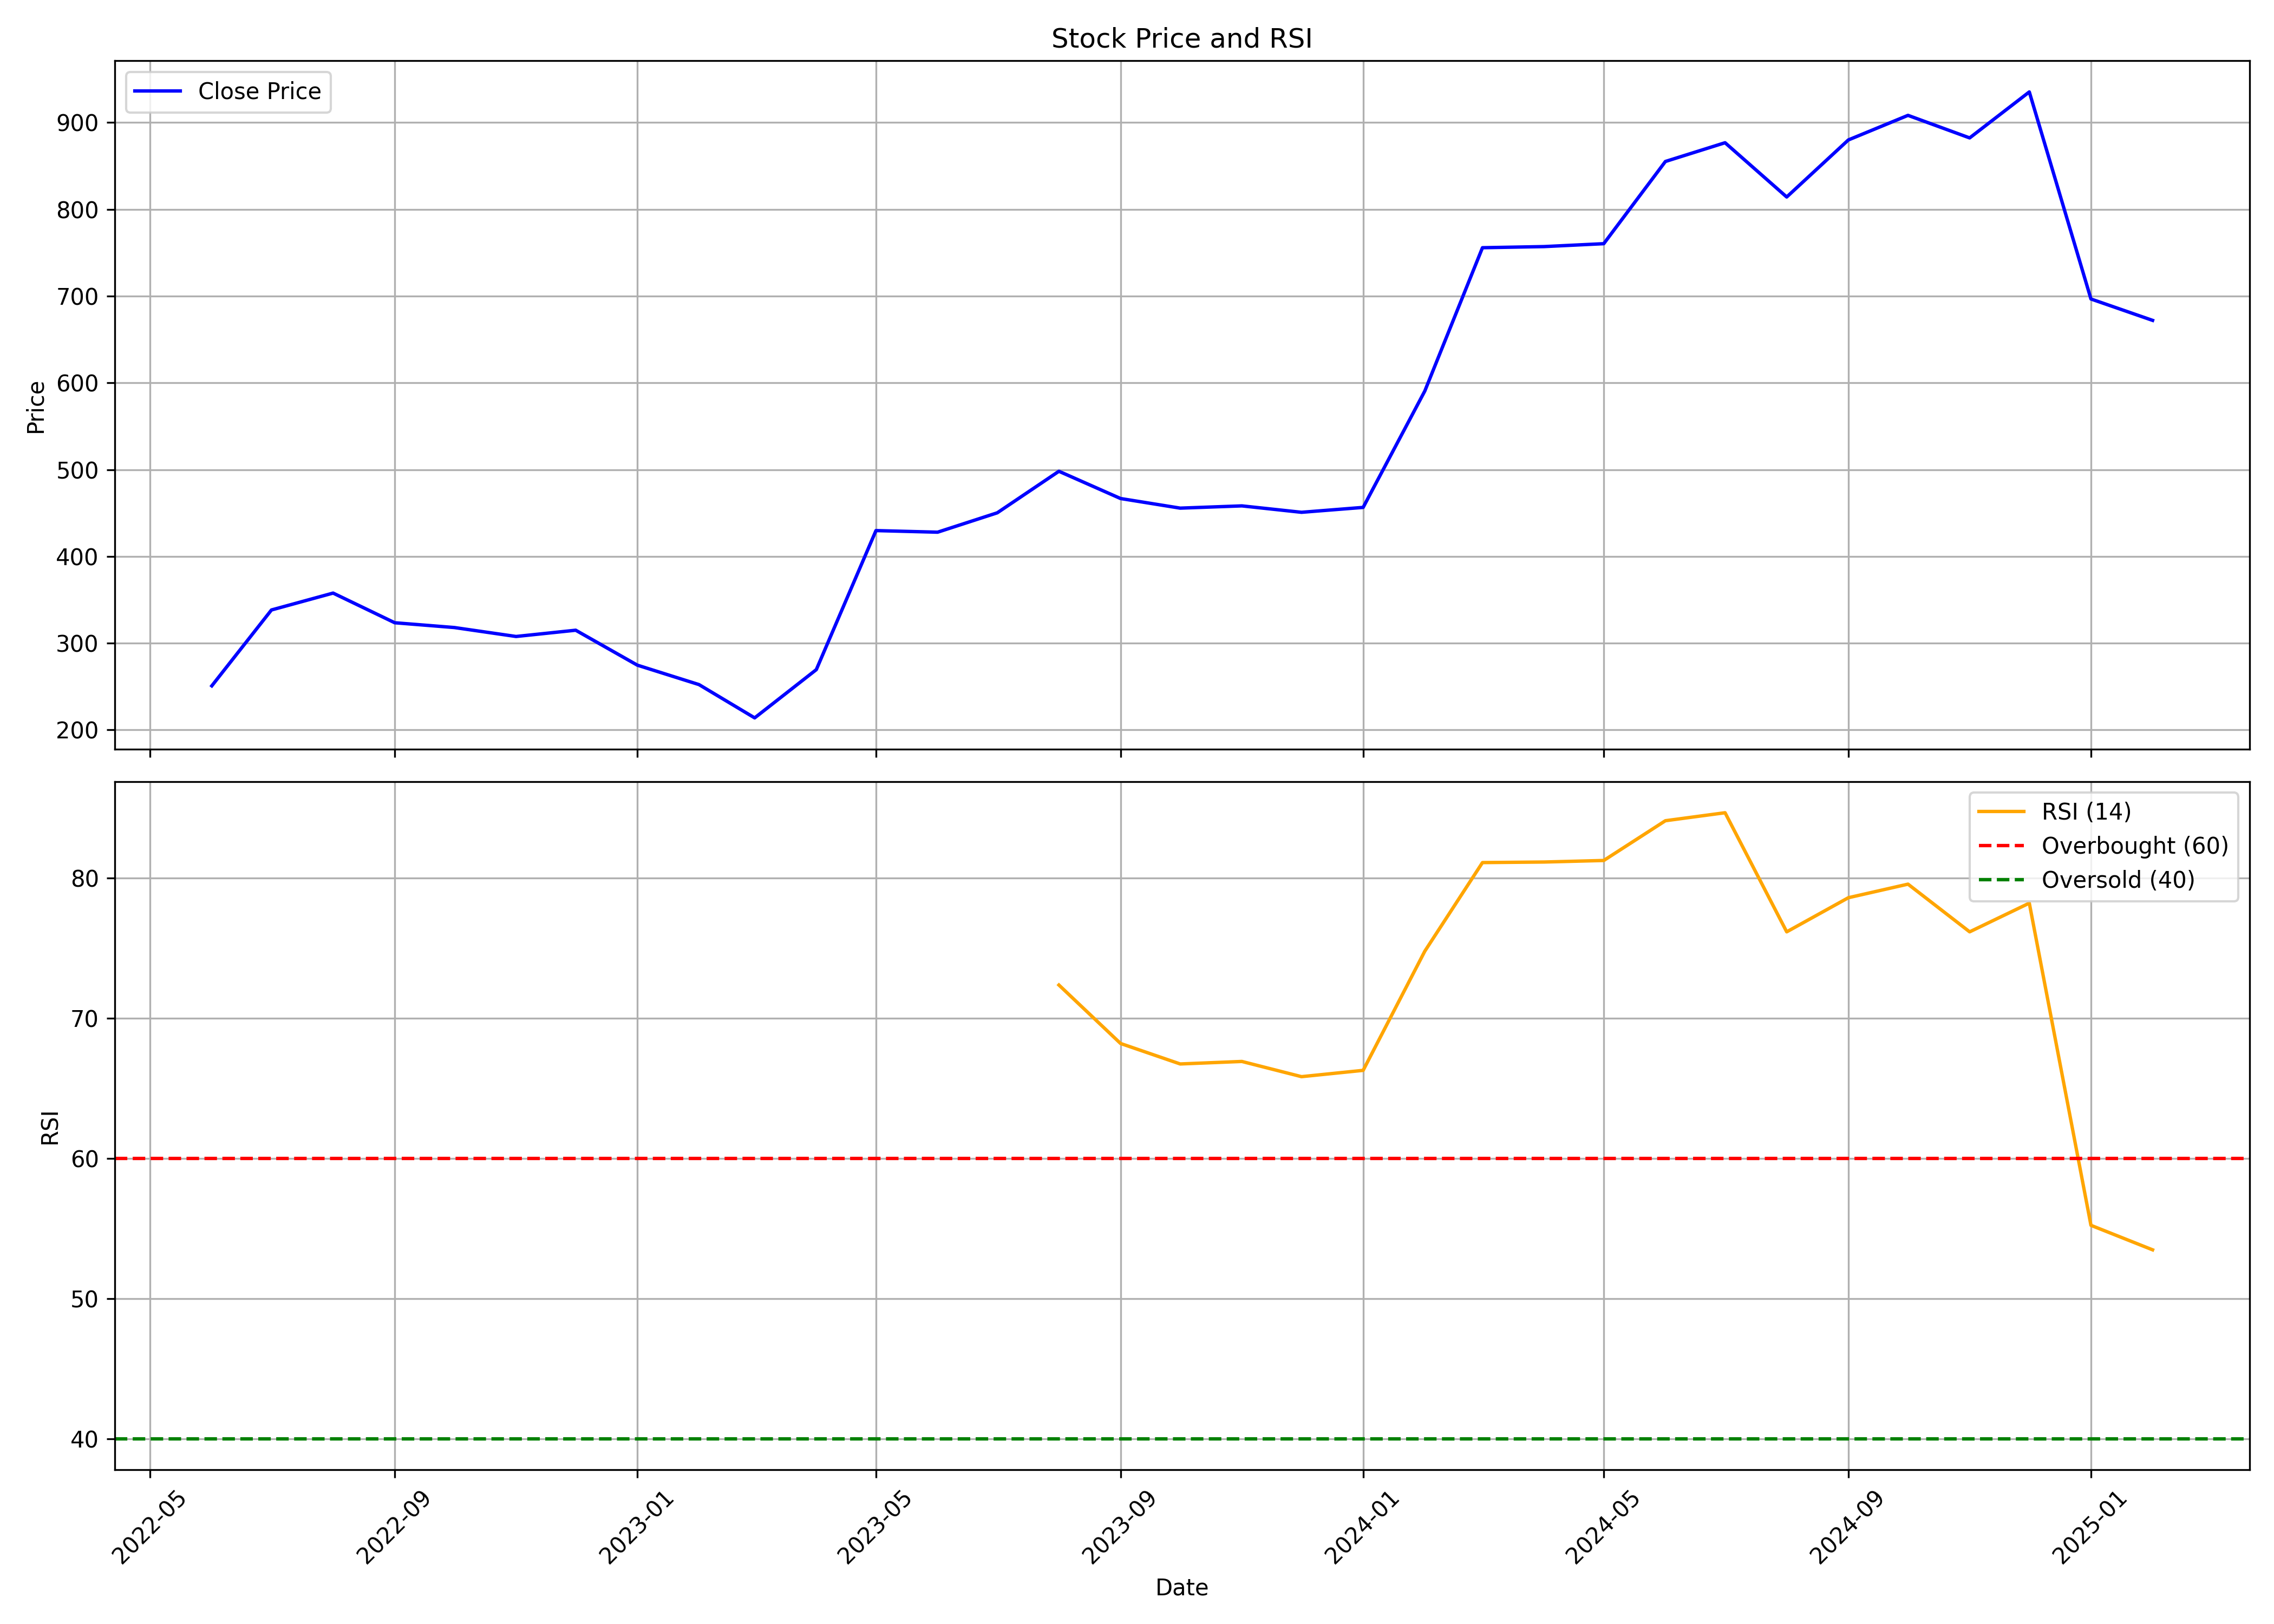 Stock Price and RSI
Close Price
900
800
700
600
500
400
300
200
Price
RSI (14)
Overbought (60)
Oversold (40)
80
70
60
50
40
RSI
2022-05
2022-09
2023-01
2023-05
2023-09
2024-01
2024-05
2024-09
2025-01
Date